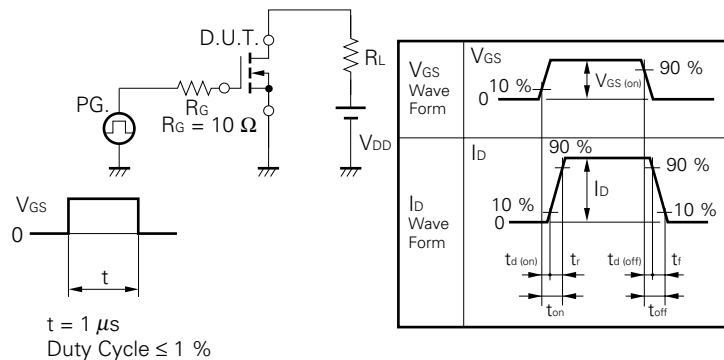 D.U.T.
RL
PG.
RG
RG = 10 Ω
VDD
VGS
0
t
t = 1 μs
Duty Cycle ≤ 1 %
VGS
Wave
Form
VGS
10 %
0
VGS (on)
90 %
ID
Wave
Form
ID
90 %
90 %
ID
10 %
10 %
0
td (on)
tr
td (off)
tf
ton
toff